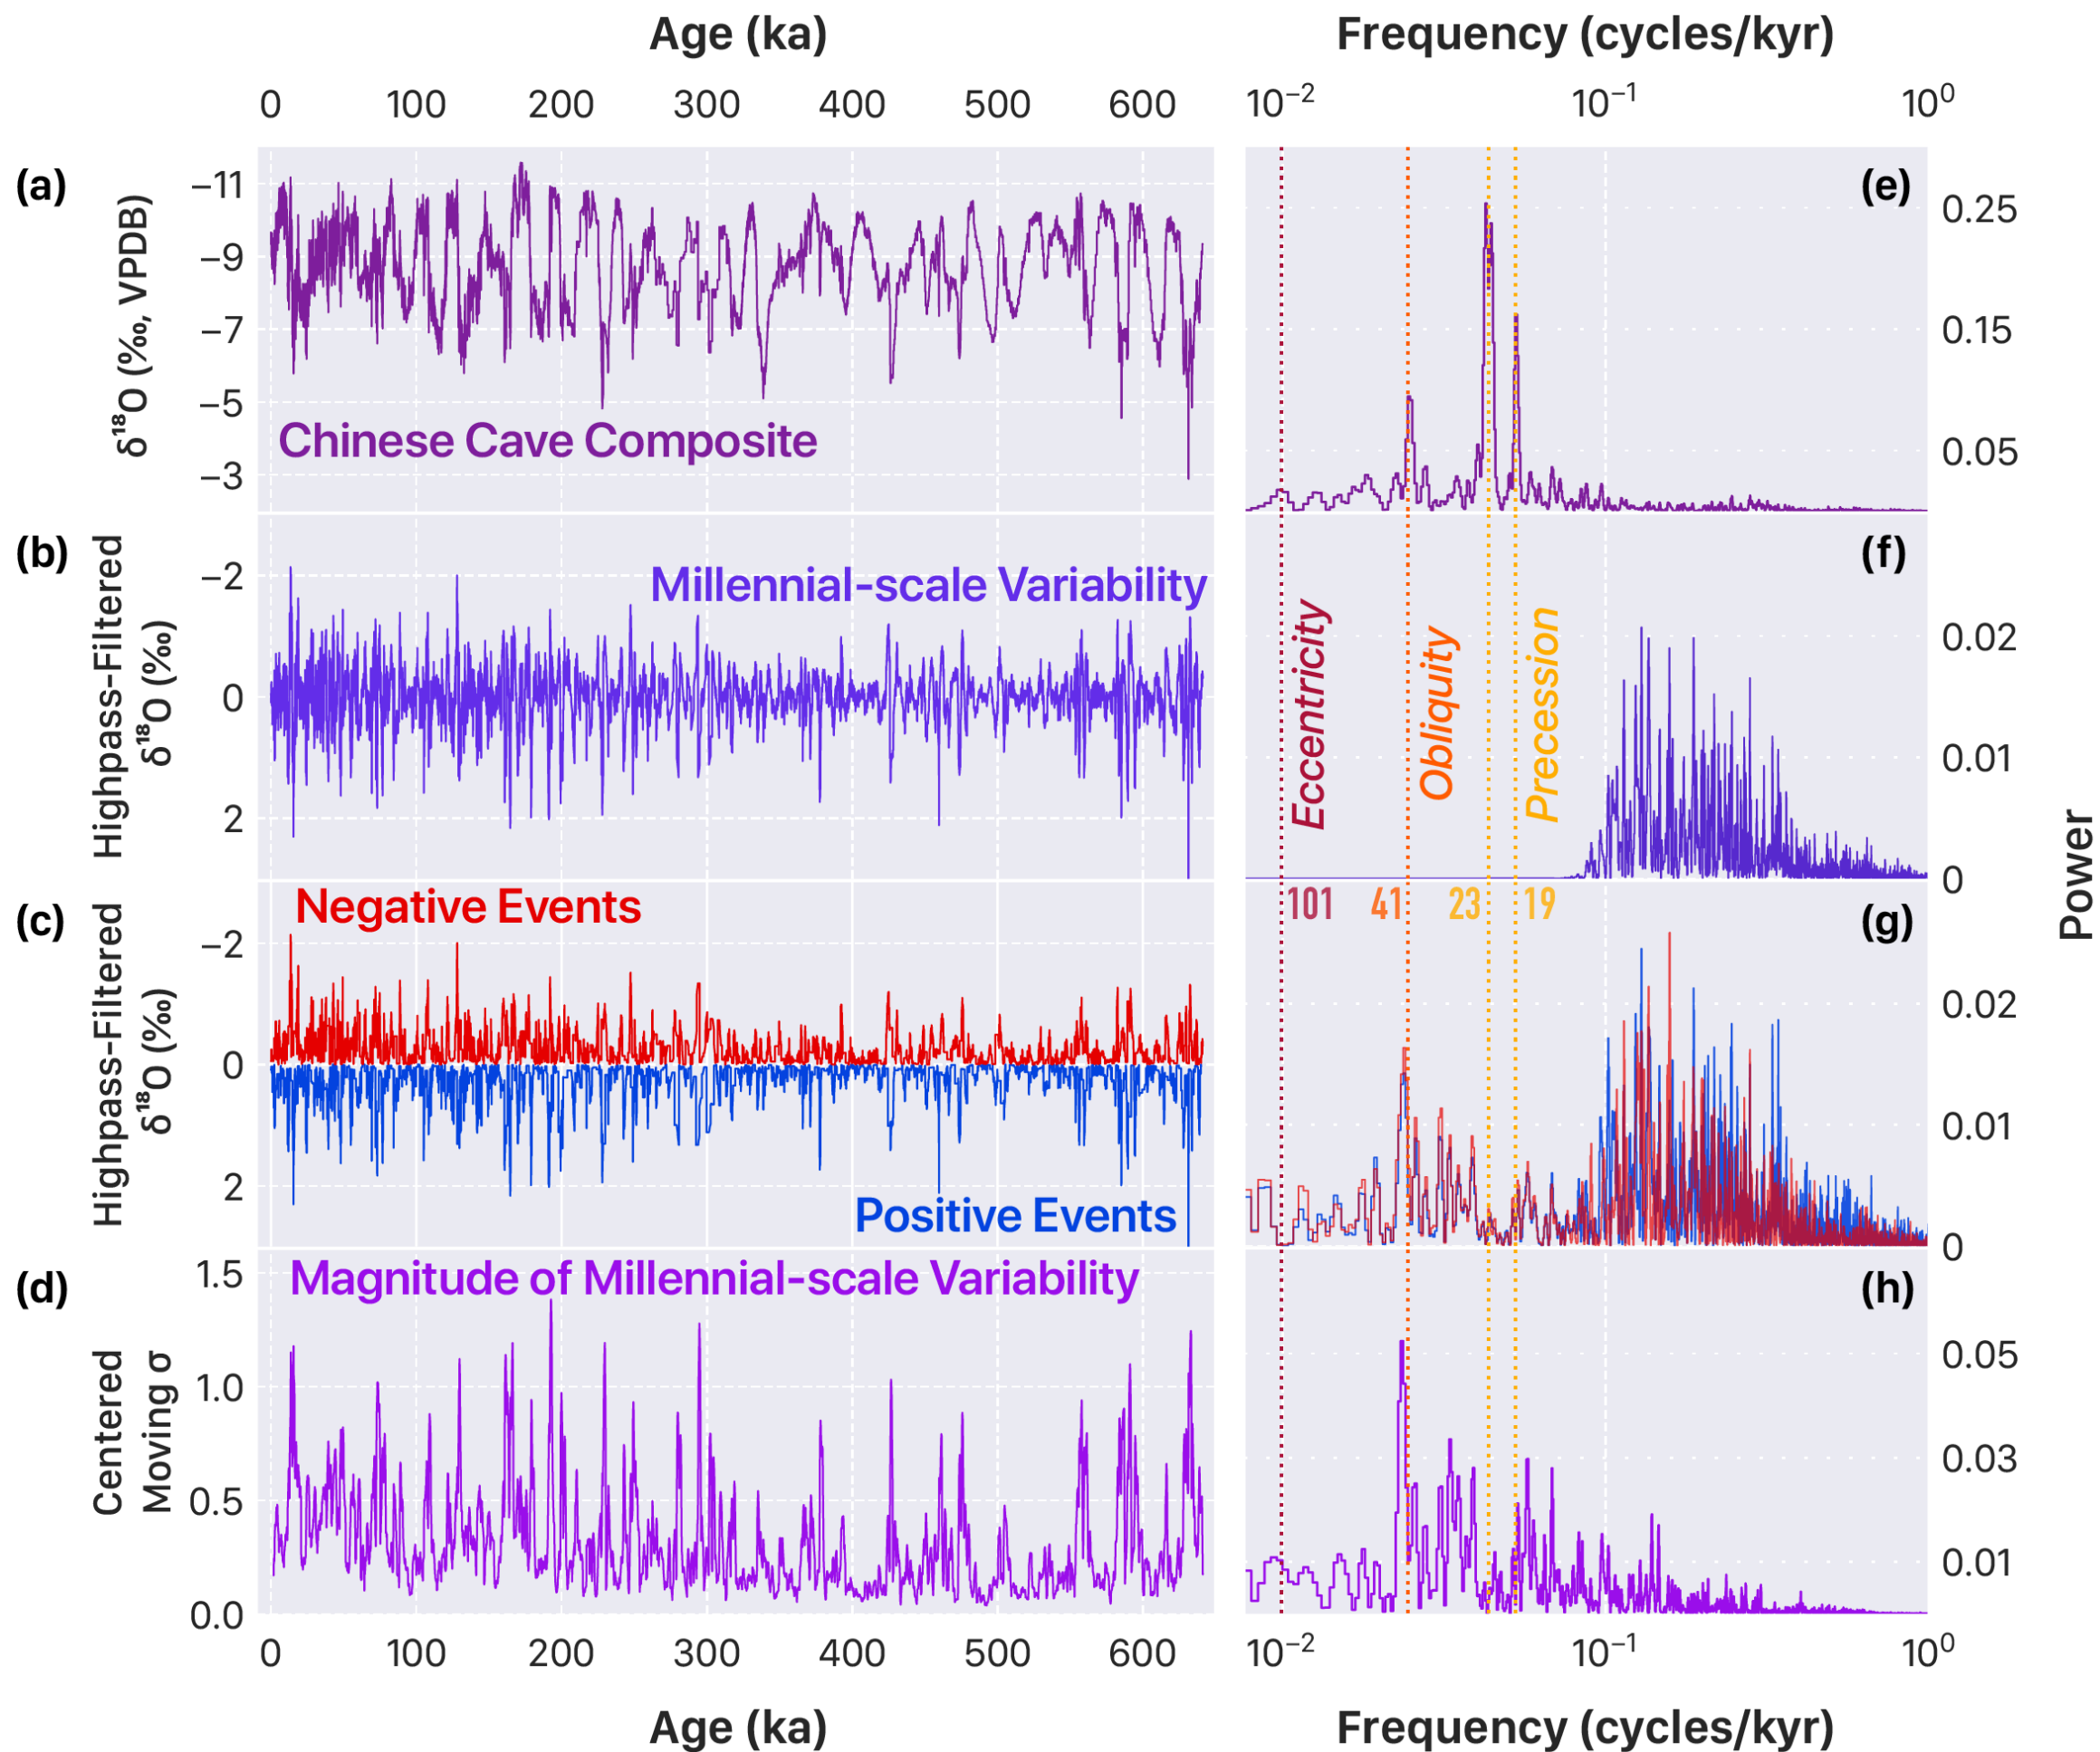 Age (ka)
Frequency (cycles/kyr)
0 100 200 300 400 500 600
10⁻² 10⁻¹ 10⁰
(a)
δ¹⁸O (‰, VPDB)
−11
−9
−7
−5
−3
Chinese Cave Composite
(e)
0.25
0.15
0.05
(b)
Highpass-Filtered
δ¹⁸O (‰)
−2
0
2
Millennial-scale Variability
(f)
Eccentricity
Obliquity
Precession
0.02
0.01
0
Power
(c)
Highpass-Filtered
δ¹⁸O (‰)
−2
0
2
Negative Events
Positive Events
101 41 23 19
(g)
0.02
0.01
0
(d)
Centered
Moving σ
1.5
1.0
0.5
0.0
Magnitude of Millennial-scale Variability
(h)
0.05
0.03
0.01
0 100 200 300 400 500 600
10⁻² 10⁻¹ 10⁰
Age (ka)
Frequency (cycles/kyr)